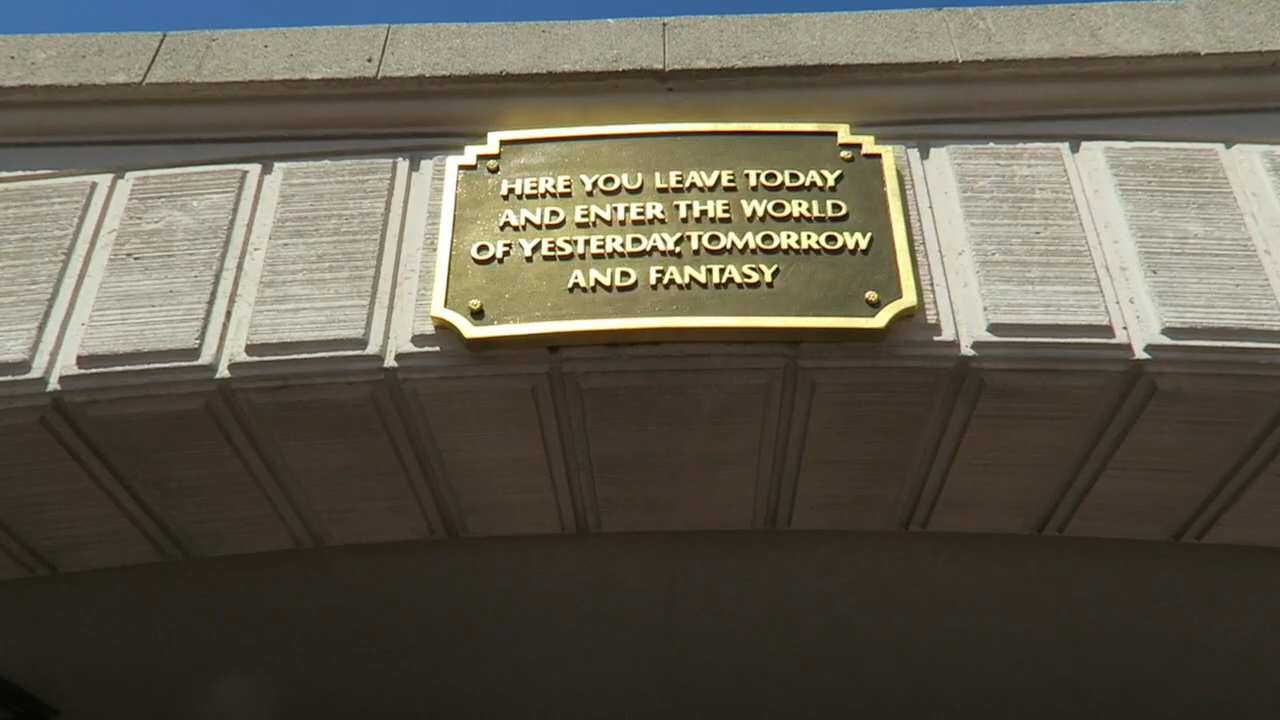 HERE YOU LEAVE TODAY
AND ENTER THE WORLD
OF YESTERDAY, TOMORROW
AND FANTASY